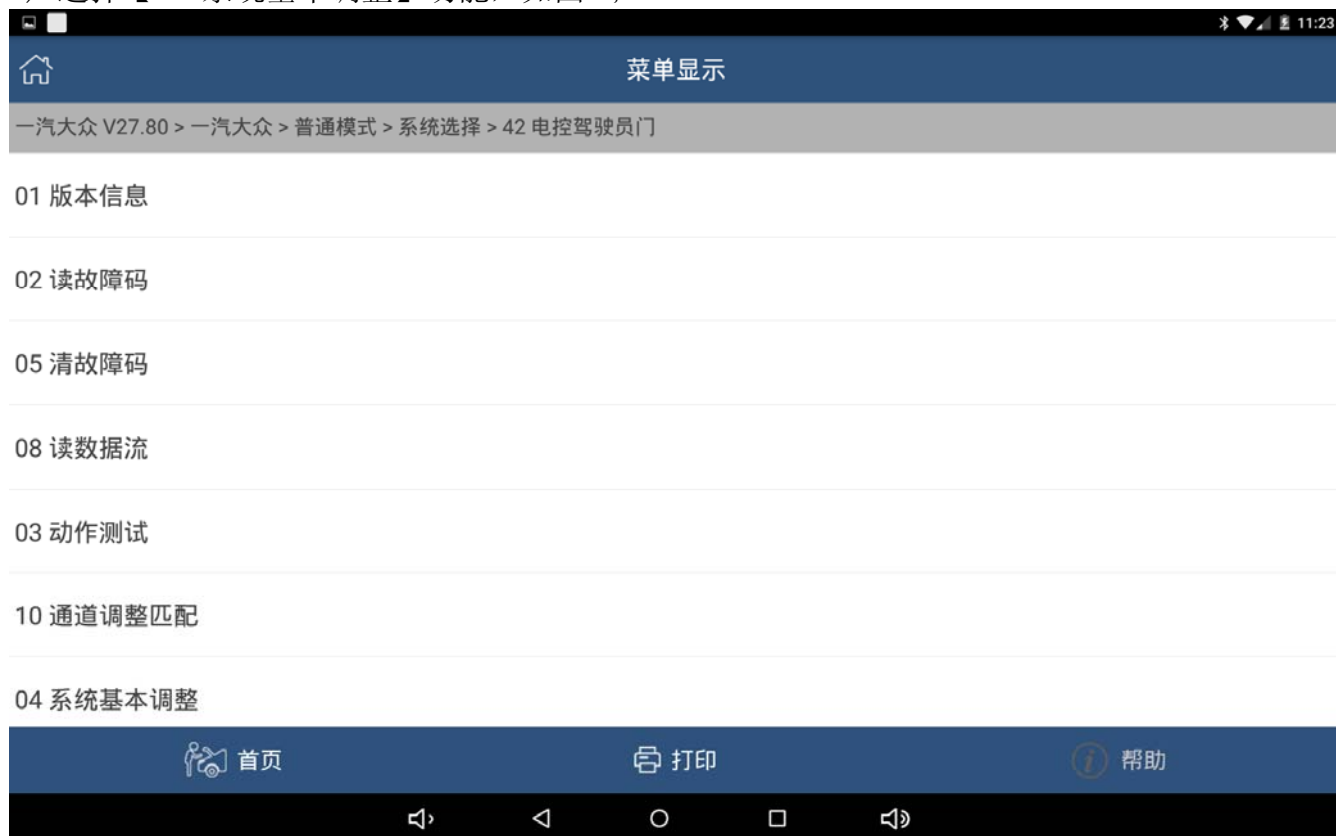 11:23
菜单显示
一汽大众 V27.80 > 一汽大众 > 普通模式 > 系统选择 > 42 电控驾驶员门
01 版本信息
02 读故障码
05 清故障码
08 读数据流
03 动作测试
10 通道调整匹配
04 系统基本调整
首页 打印 帮助